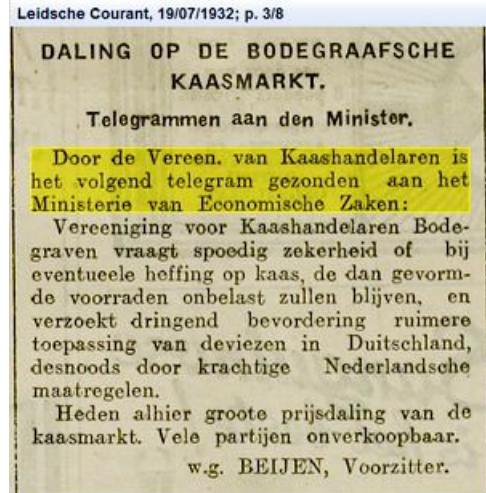 Leidsche Courant, 19/07/1932; p. 3/8
DALING OP DE BODEGRAAFSCHE
KAASMARKT.
Telegrammen aan den Minister.
Door de Vereen. van Kaashandelaren is
het volgend telegram gezonden aan het
Ministerie van Economische Zaken:
Vereeniging voor Kaashandelaren Bode-
graven vraagt spoedig zekerheid of bij
eventueele heffing op kaas, de dan gevorm-
de voorraden onbelast zullen blijven, en
verzoekt dringend bevordering ruimere
toepassing van deviezen in Duitschland,
desnoods door krachtige Nederlandsche
maatregelen.
Heden alhier groote prijsdaling van de
kaasmarkt. Vele partijen onverkoopbaar.
w.g. BEIJEN, Voorzitter.